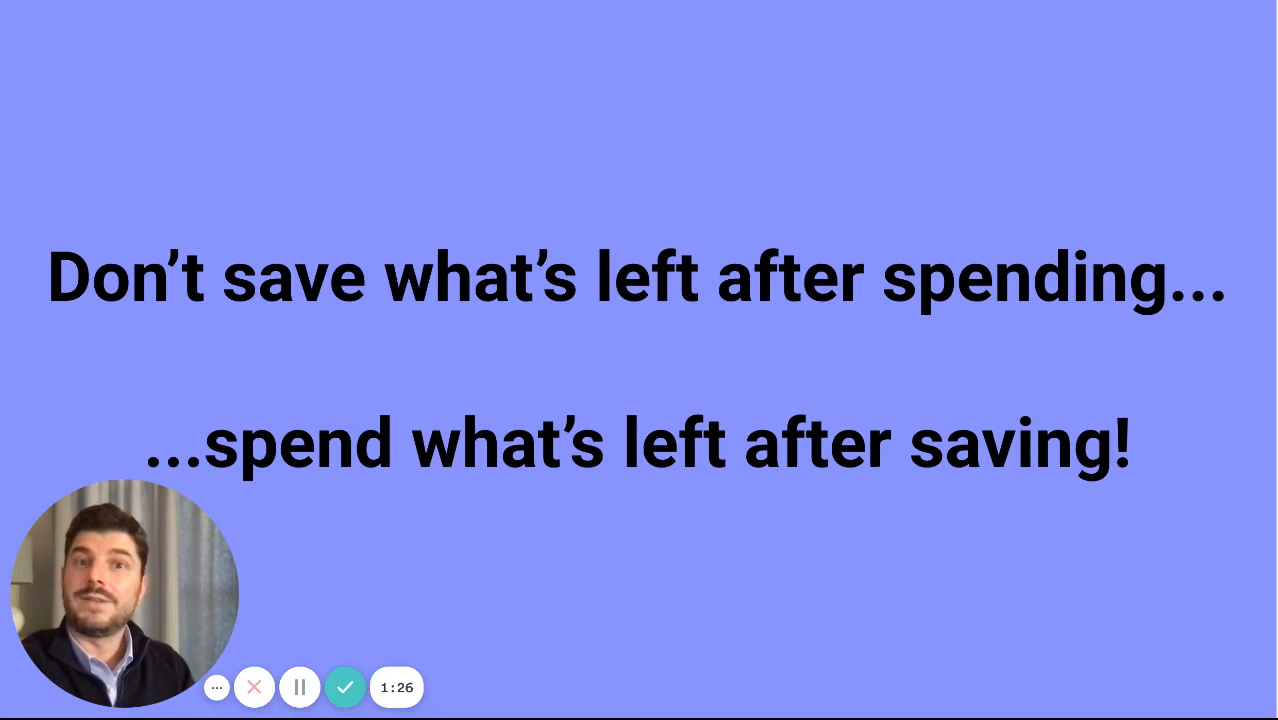 Don’t save what’s left after spending...
...spend what’s left after saving!
1:26